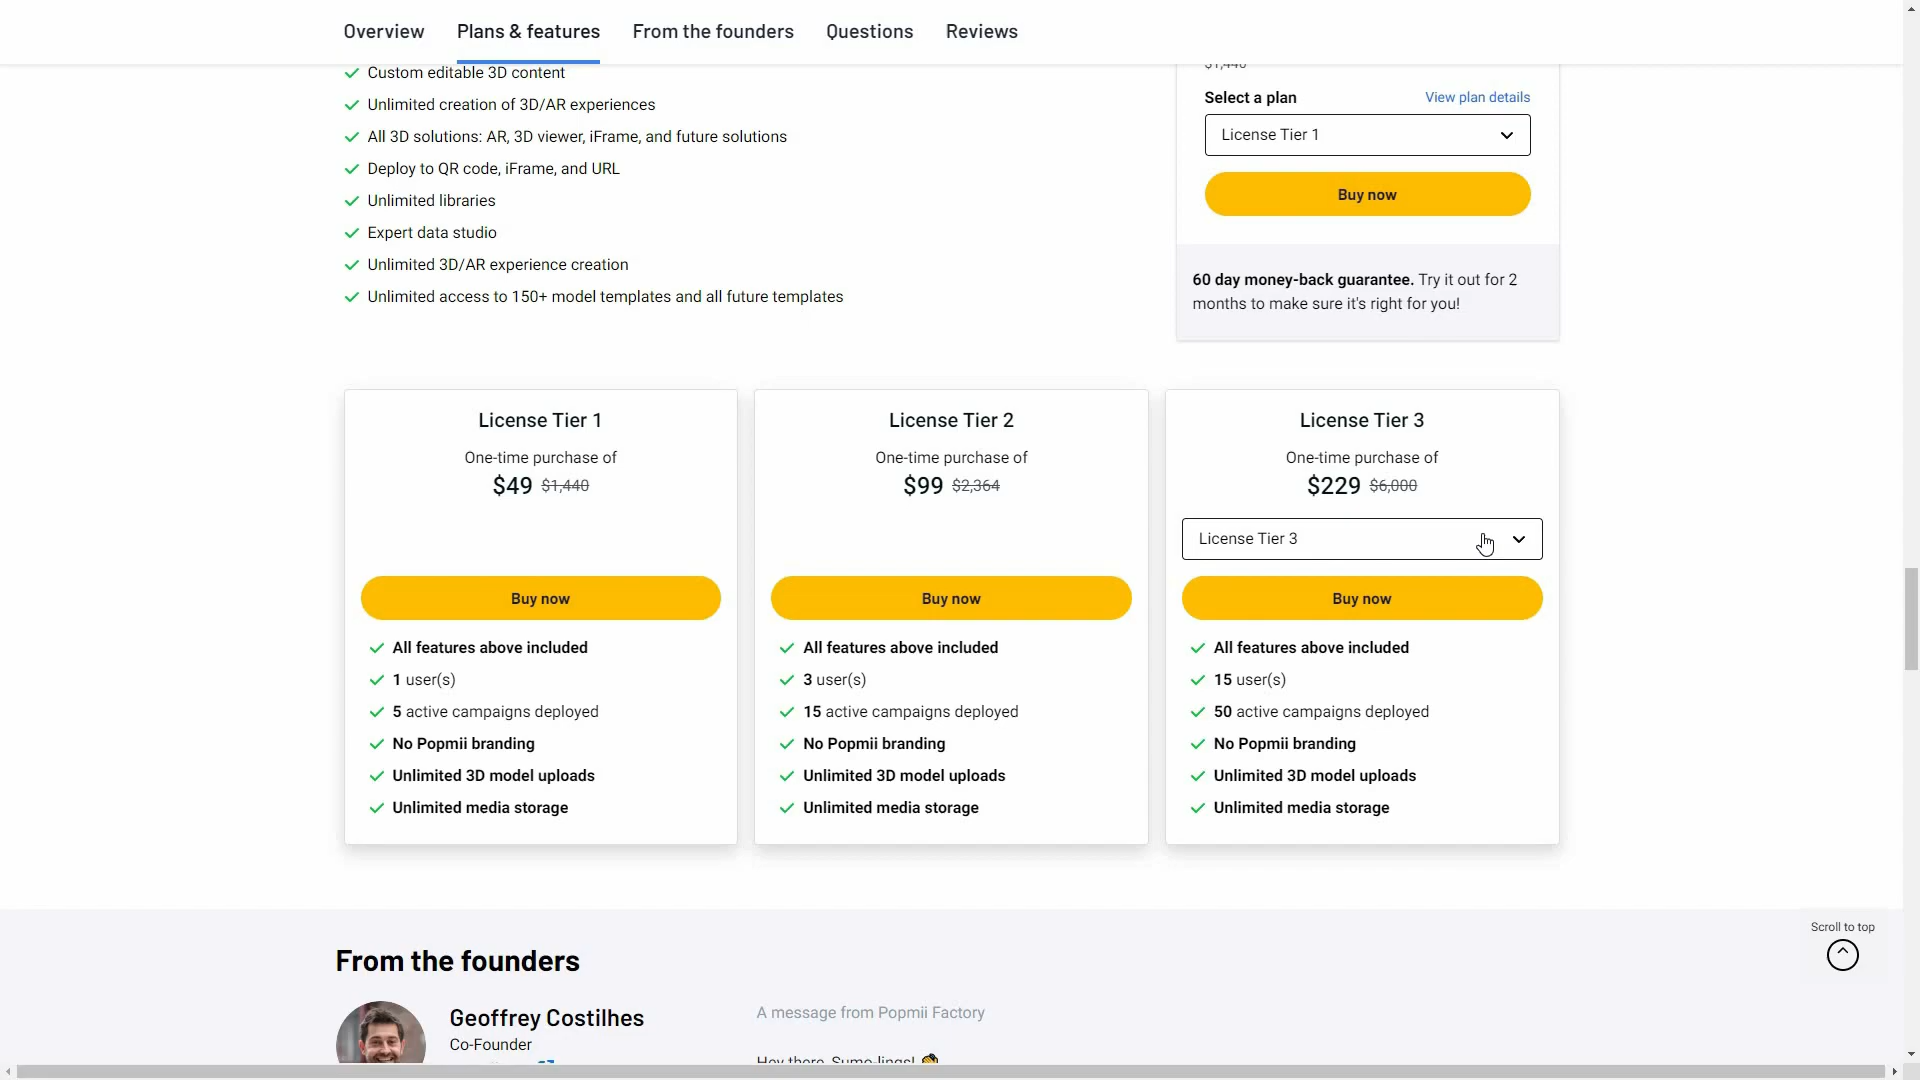 Overview Plans & features From the founders Questions Reviews
Custom editable 3D content
Unlimited creation of 3D/AR experiences
All 3D solutions: AR, 3D viewer, iFrame, and future solutions
Deploy to QR code, iFrame, and URL
Unlimited libraries
Expert data studio
Unlimited 3D/AR experience creation
Unlimited access to 150+ model templates and all future templates
$1,440
Select a plan View plan details
License Tier 1
Buy now
60 day money-back guarantee. Try it out for 2
months to make sure it's right for you!
License Tier 1
One-time purchase of
$49 $1,440
Buy now
All features above included
1 user(s)
5 active campaigns deployed
No Popmii branding
Unlimited 3D model uploads
Unlimited media storage
License Tier 2
One-time purchase of
$99 $2,364
Buy now
All features above included
3 user(s)
15 active campaigns deployed
No Popmii branding
Unlimited 3D model uploads
Unlimited media storage
License Tier 3
One-time purchase of
$229 $6,000
License Tier 3
Buy now
All features above included
15 user(s)
50 active campaigns deployed
No Popmii branding
Unlimited 3D model uploads
Unlimited media storage
Scroll to top
From the founders
Geoffrey Costilhes
Co-Founder
A message from Popmii Factory
Hey there, Sumo-lings!